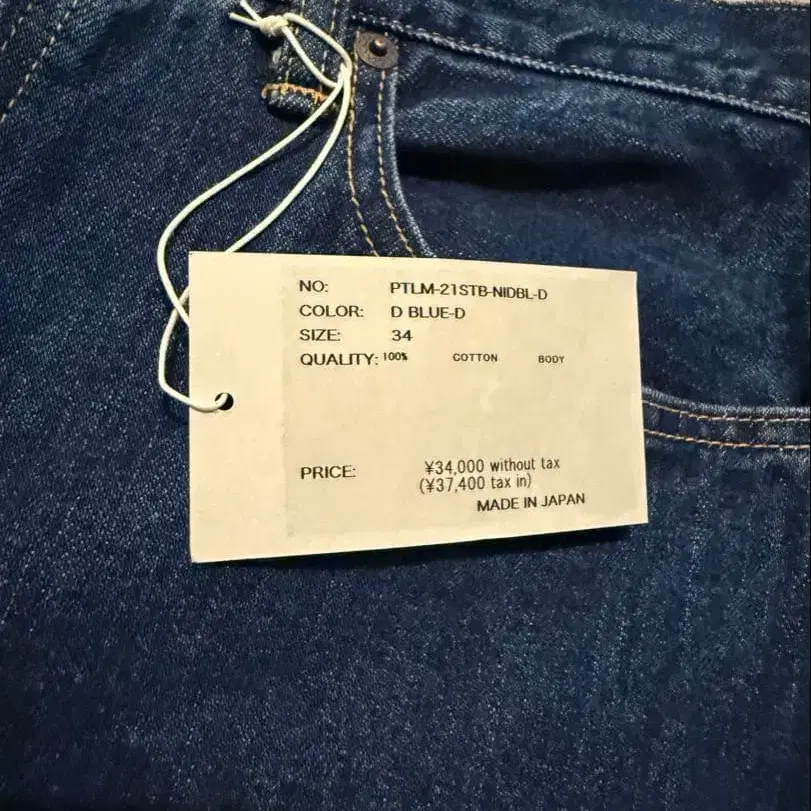 NO: PTLM-21STB-NIDBL-D
COLOR: D BLUE-D
SIZE: 34
QUALITY: 100% COTTON BODY
PRICE: ¥34,000 without tax
(¥37,400 tax in)
MADE IN JAPAN